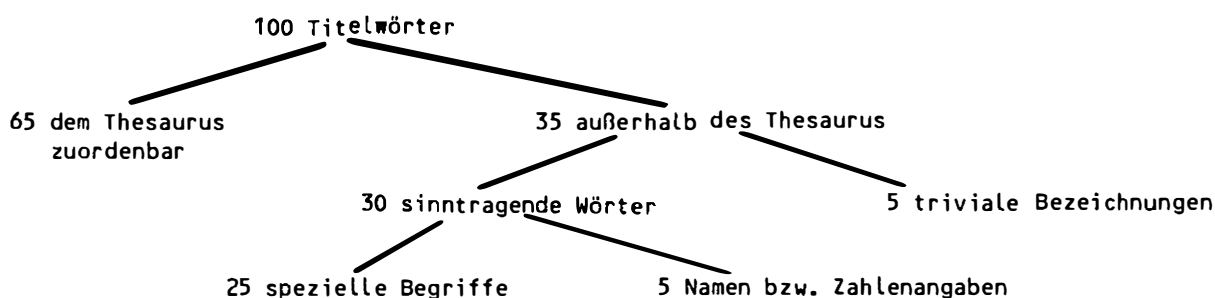 100 Titelwörter
65 dem Thesaurus
zuordenbar
35 außerhalb des Thesaurus
30 sinntragende Wörter
5 triviale Bezeichnungen
25 spezielle Begriffe
5 Namen bzw. Zahlenangaben